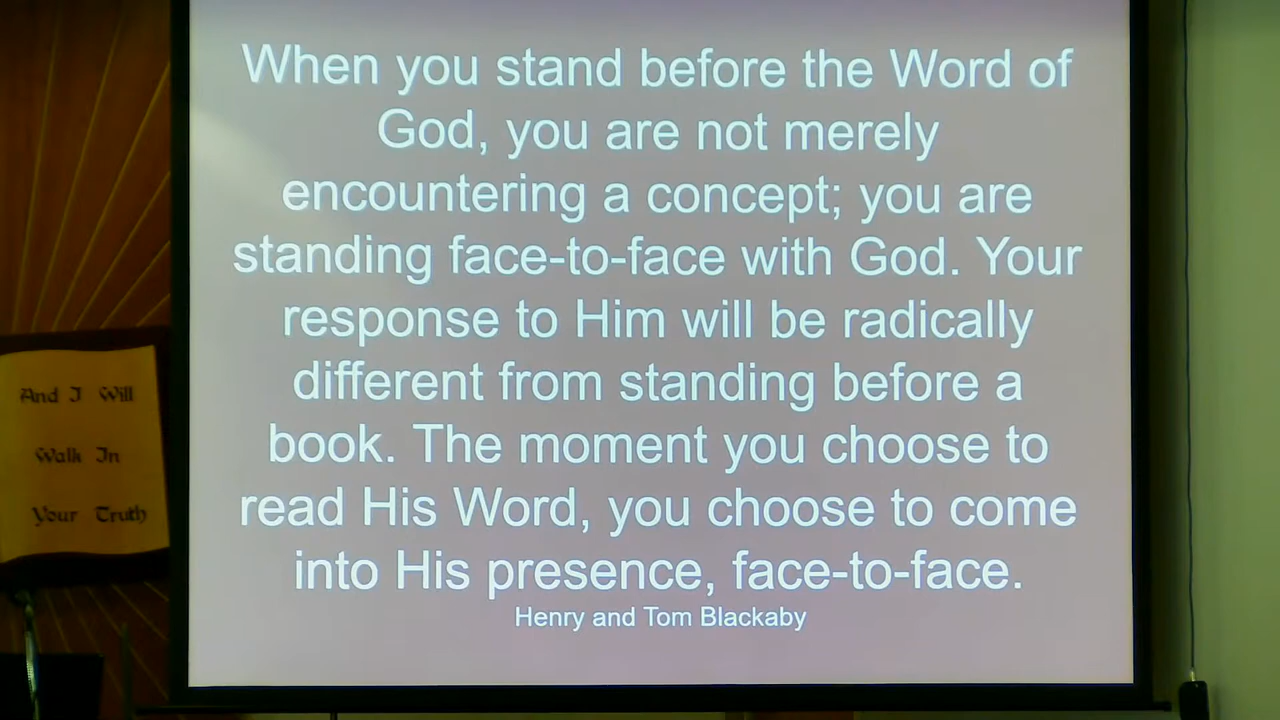 When you stand before the Word of
God, you are not merely
encountering a concept; you are
standing face-to-face with God. Your
response to Him will be radically
different from standing before a
book. The moment you choose to
read His Word, you choose to come
into His presence, face-to-face.
Henry and Tom Blackaby
And I Will
Walk In
Your Truth